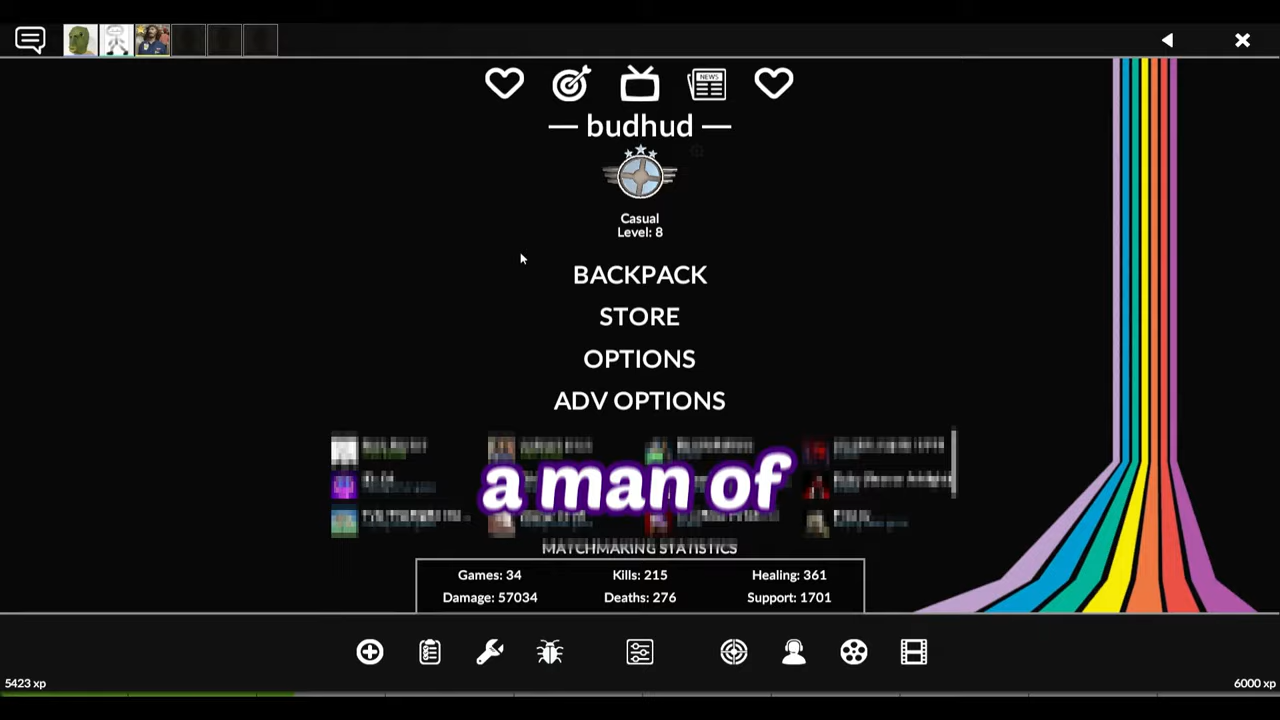 NEWS
— budhud —
Casual
Level: 8
BACKPACK
STORE
OPTIONS
ADV OPTIONS
a man of
MATCHMAKING STATISTICS
Games: 34 Kills: 215 Healing: 361
Damage: 57034 Deaths: 276 Support: 1701
5423 xp 6000 xp